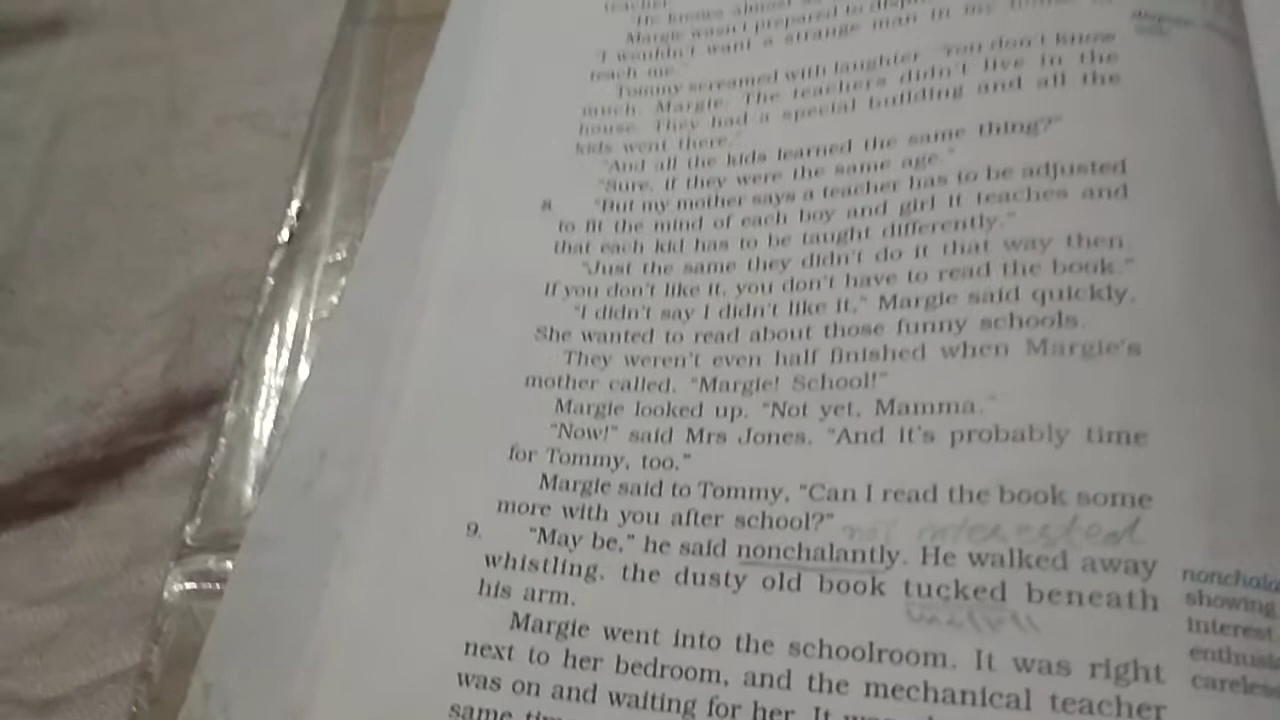 "He knows almost
Margie wasn't prepared to
"I wouldn't want a strange man in my
teach me."
Tommy screamed with laughter. "You don't know
much, Margie. The teachers didn't live in the
house. They had a special building and all the
kids went there."
"And all the kids learned the same thing?"
"Sure, if they were the same age."
8. "But my mother says a teacher has to be adjusted
to fit the mind of each boy and girl it teaches and
that each kid has to be taught differently."
"Just the same they didn't do it that way then.
If you don't like it, you don't have to read the book."
"I didn't say I didn't like it," Margie said quickly.
She wanted to read about those funny schools.
They weren't even half finished when Margie's
mother called, "Margie! School!"
Margie looked up. "Not yet, Mamma."
"Now!" said Mrs Jones. "And it's probably time
for Tommy, too."
Margie said to Tommy, "Can I read the book some
more with you after school?"
not interested
9. "May be," he said nonchalantly. He walked away
whistling, the dusty old book tucked beneath
his arm.
nonchala
showing
interest
enthusi
careles
Margie went into the schoolroom. It was right
next to her bedroom, and the mechanical teacher
was on and waiting for her. It was
same